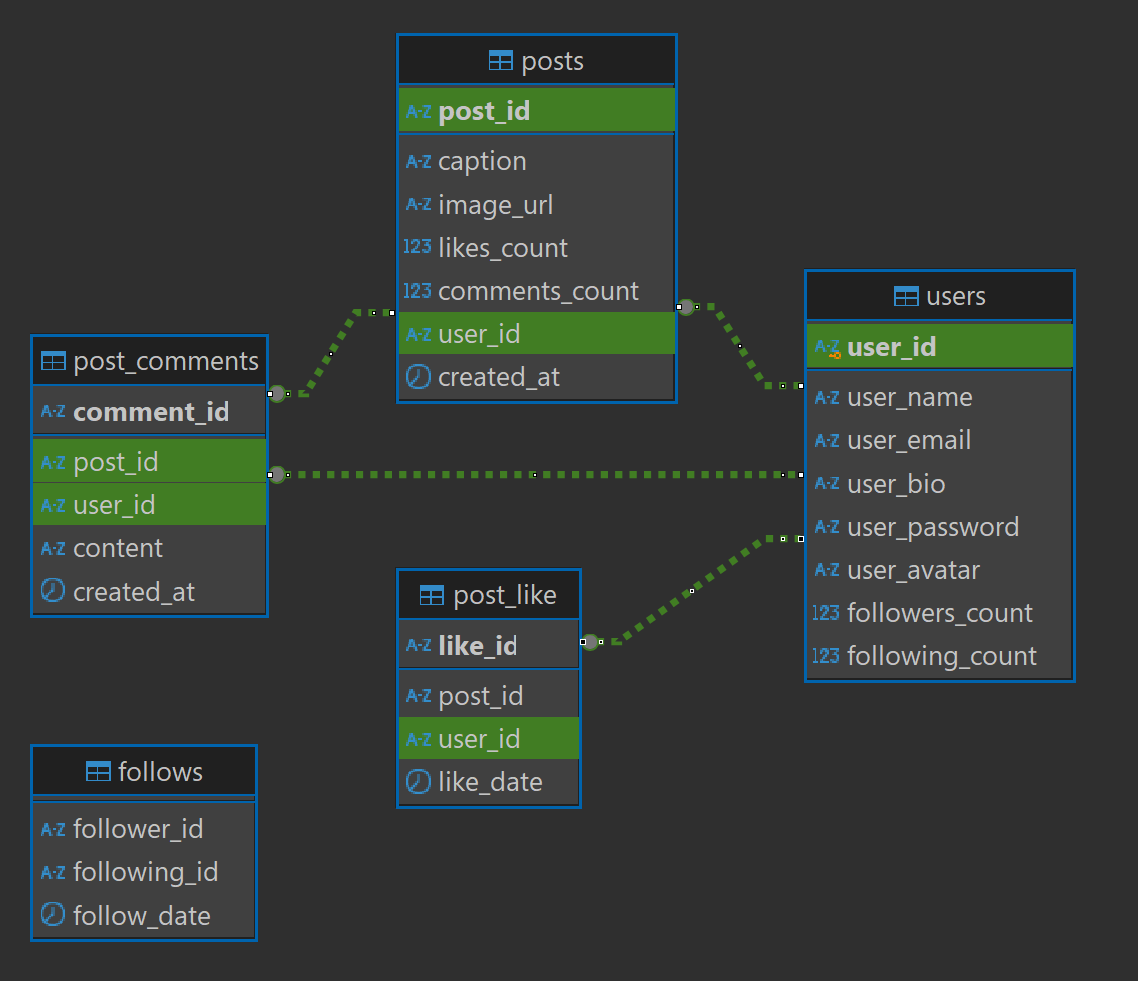 posts
A-Z post_id
A-Z caption
A-Z image_url
123 likes_count
123 comments_count
A-Z user_id
created_at
users
A-Z user_id
A-Z user_name
A-Z user_email
A-Z user_bio
A-Z user_password
A-Z user_avatar
123 followers_count
123 following_count
post_comments
A-Z comment_id
A-Z post_id
A-Z user_id
A-Z content
created_at
post_like
A-Z like_id
A-Z post_id
A-Z user_id
like_date
follows
A-Z follower_id
A-Z following_id
follow_date